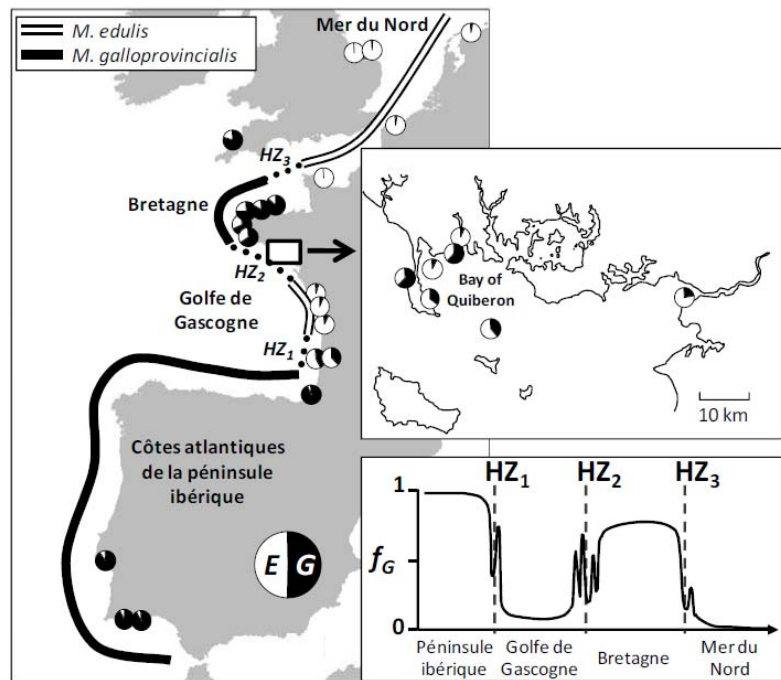 M. edulis
M. galloprovincialis
Mer du Nord
HZ3
Bretagne
HZ2
Golfe de
Gascogne
HZ1
Côtes atlantiques
de la péninsule
ibérique
E G
Bay of
Quiberon
10 km
HZ1 HZ2 HZ3
1
fG
0
Péninsule
ibérique
Golfe de
Gascogne
Bretagne
Mer du
Nord